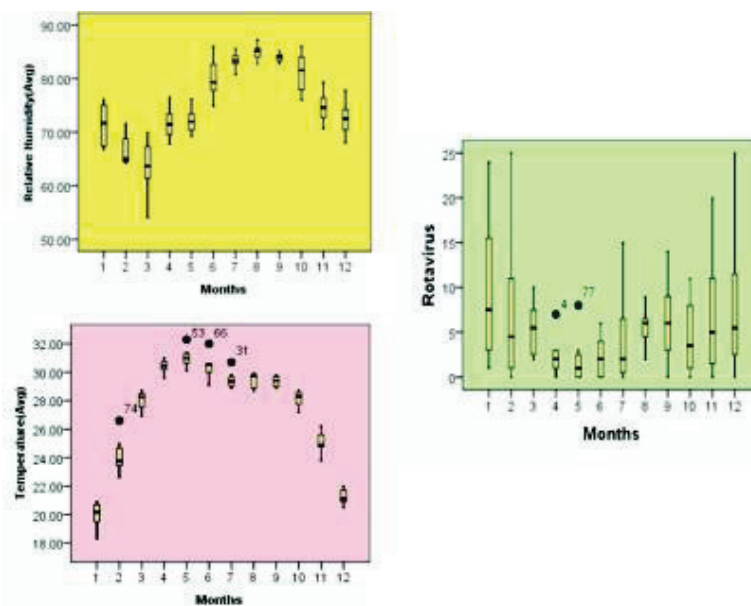 Relative Humidity(Avg)
90.00
80.00
70.00
60.00
50.00
1 2 3 4 5 6 7 8 9 10 11 12
Months
Temperature(Avg)
32.00
30.00
28.00
26.00
24.00
22.00
20.00
18.00
74
53
66
31
1 2 3 4 5 6 7 8 9 10 11 12
Months
Rotavirus
25
20
15
10
5
0
4
77
1 2 3 4 5 6 7 8 9 10 11 12
Months